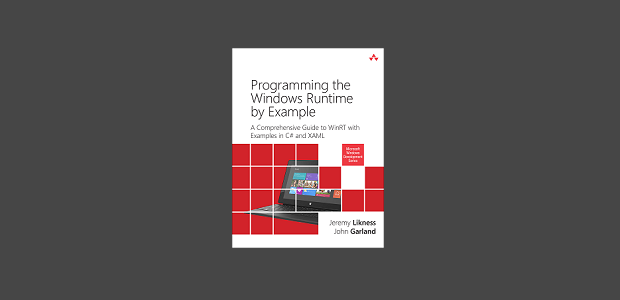 Programming the
Windows Runtime
by Example
A Comprehensive Guide to WinRT with
Examples in C# and XAML
Microsoft
Windows
Development
Series
Jeremy Likness
John Garland